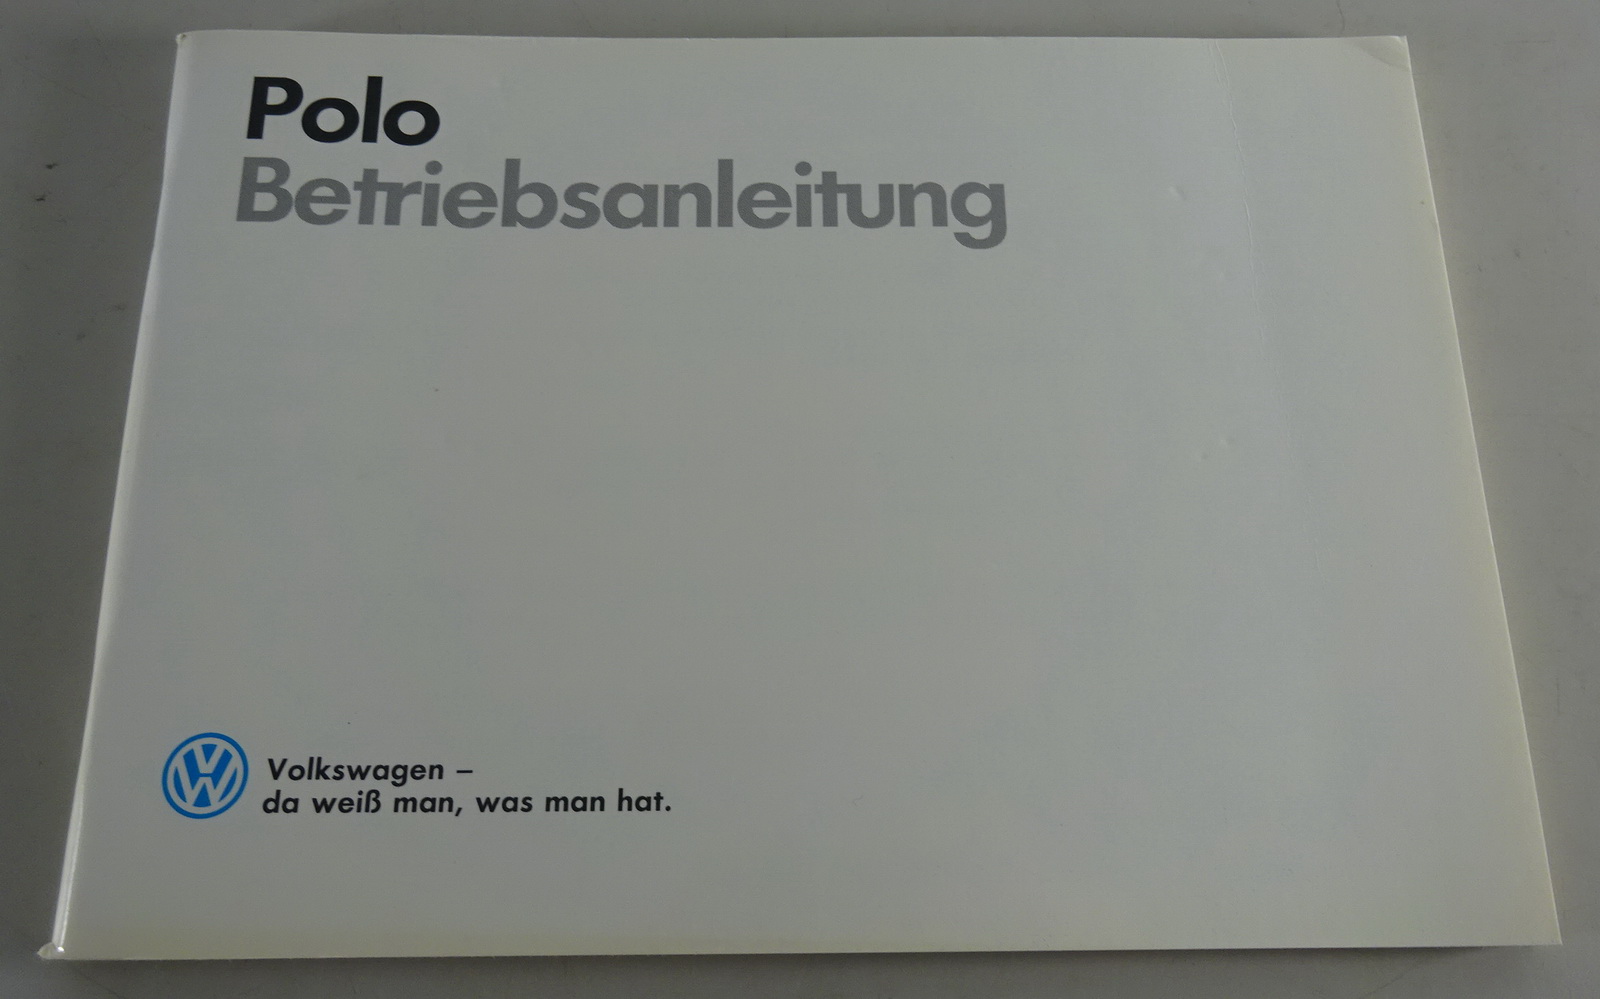 Polo
Betriebsanleitung
Volkswagen –
da weiß man, was man hat.